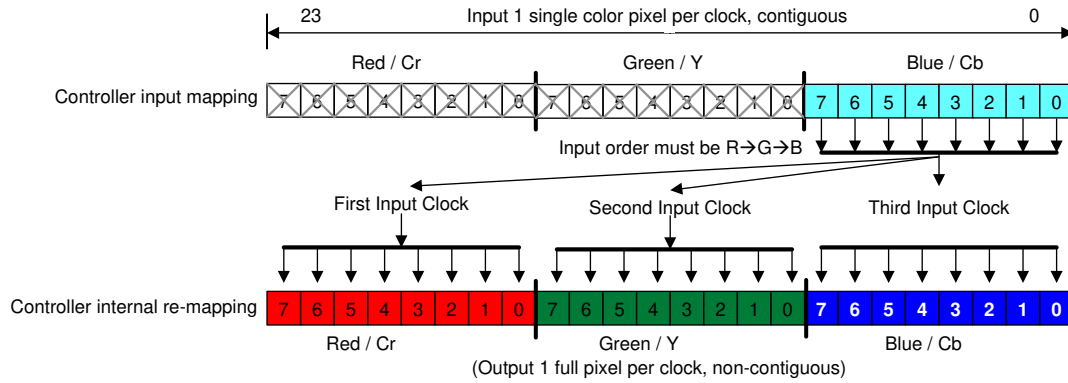 23 Input 1 single color pixel per clock, contiguous 0
Red / Cr Green / Y Blue / Cb
Controller input mapping 7 6 5 4 3 2 1 0 7 6 5 4 3 2 1 0 7 6 5 4 3 2 1 0
Input order must be R→G→B
First Input Clock Second Input Clock Third Input Clock
Controller internal re-mapping 7 6 5 4 3 2 1 0 7 6 5 4 3 2 1 0 7 6 5 4 3 2 1 0
Red / Cr Green / Y Blue / Cb
(Output 1 full pixel per clock, non-contiguous)